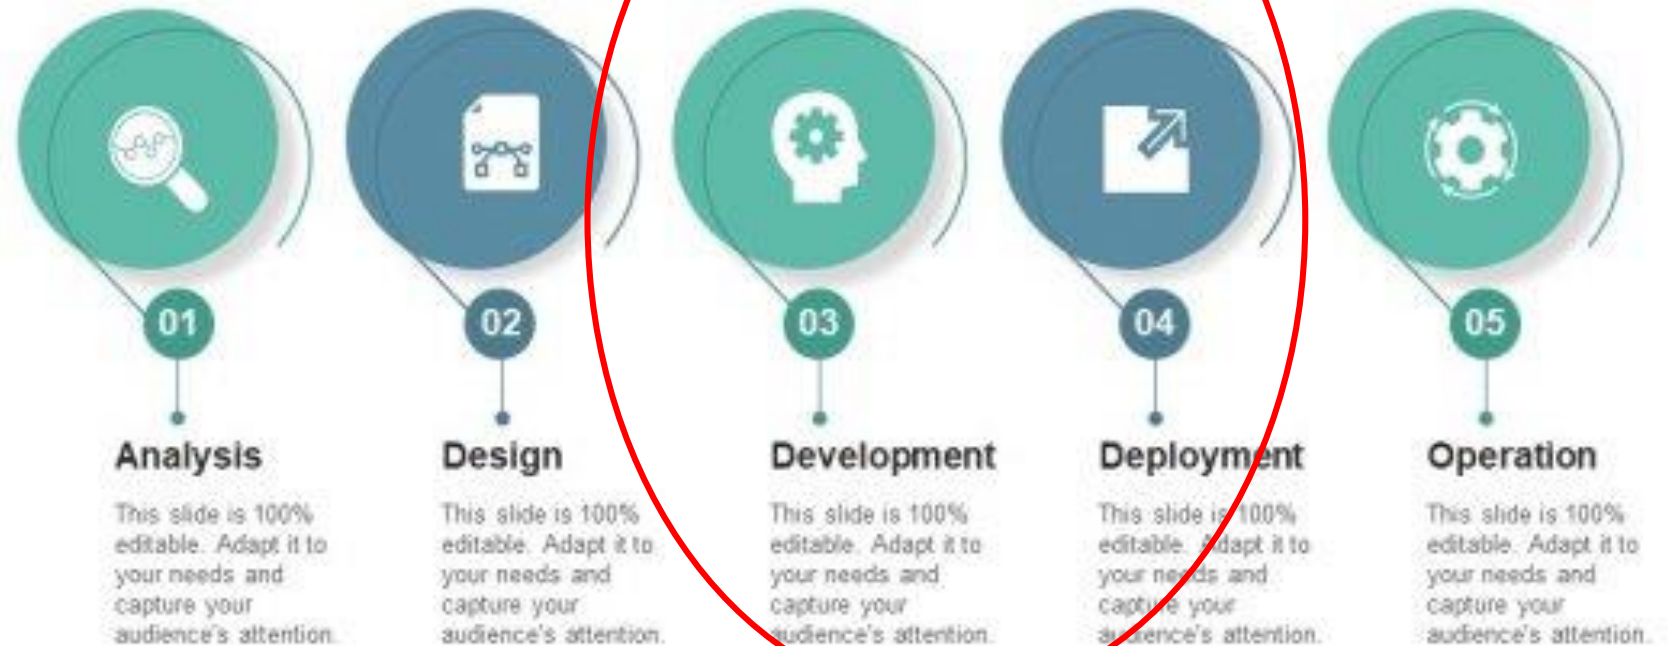 01
02
03
04
05
Analysis
This slide is 100%
editable. Adapt it to
your needs and
capture your
audience's attention.
Design
This slide is 100%
editable. Adapt it to
your needs and
capture your
audience's attention.
Development
This slide is 100%
editable. Adapt it to
your needs and
capture your
audience's attention.
Deployment
This slide is 100%
editable. Adapt it to
your needs and
capture your
audience's attention.
Operation
This slide is 100%
editable. Adapt it to
your needs and
capture your
audience's attention.